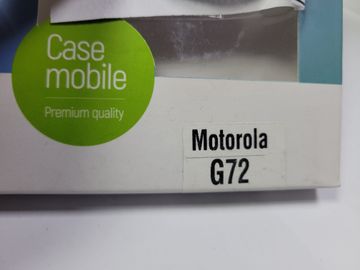 Case
mobile
Premium quality
Motorola
G72